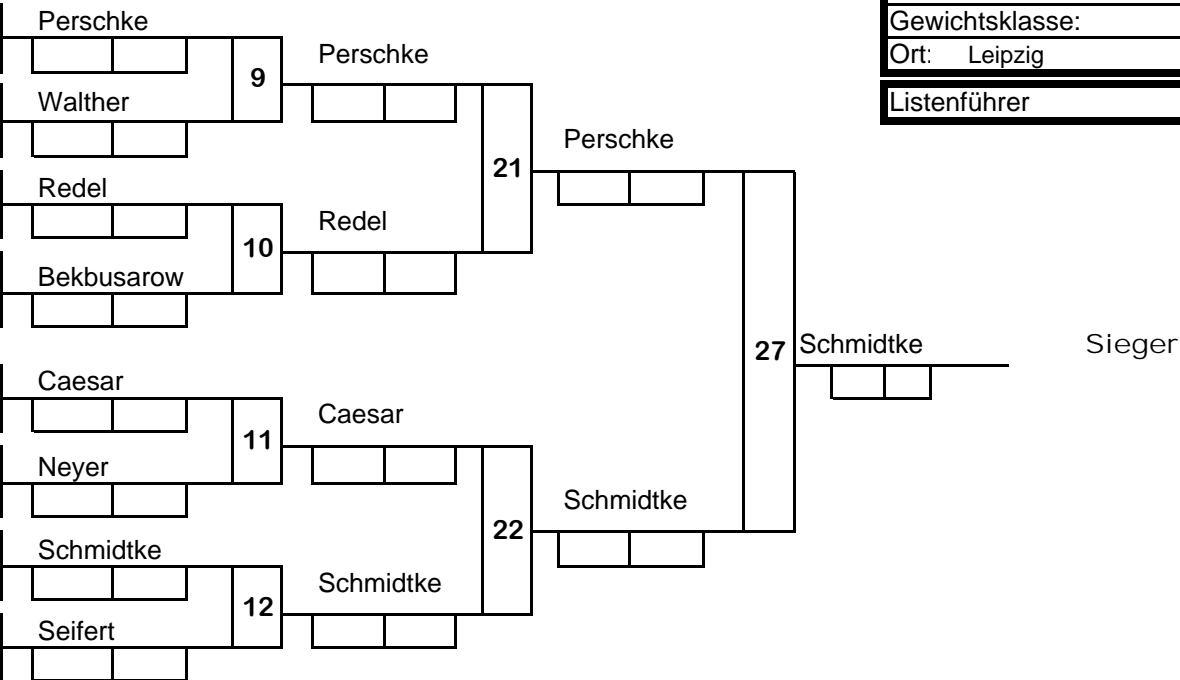 Perschke
Gewichtsklasse:
Perschke
Ort: Leipzig
9
Walther
Listenführer
Perschke
21
Redel
Redel
10
Bekbusarow
27
Schmidtke
Sieger
Caesar
Caesar
11
Neyer
Schmidtke
22
Schmidtke
Schmidtke
12
Seifert